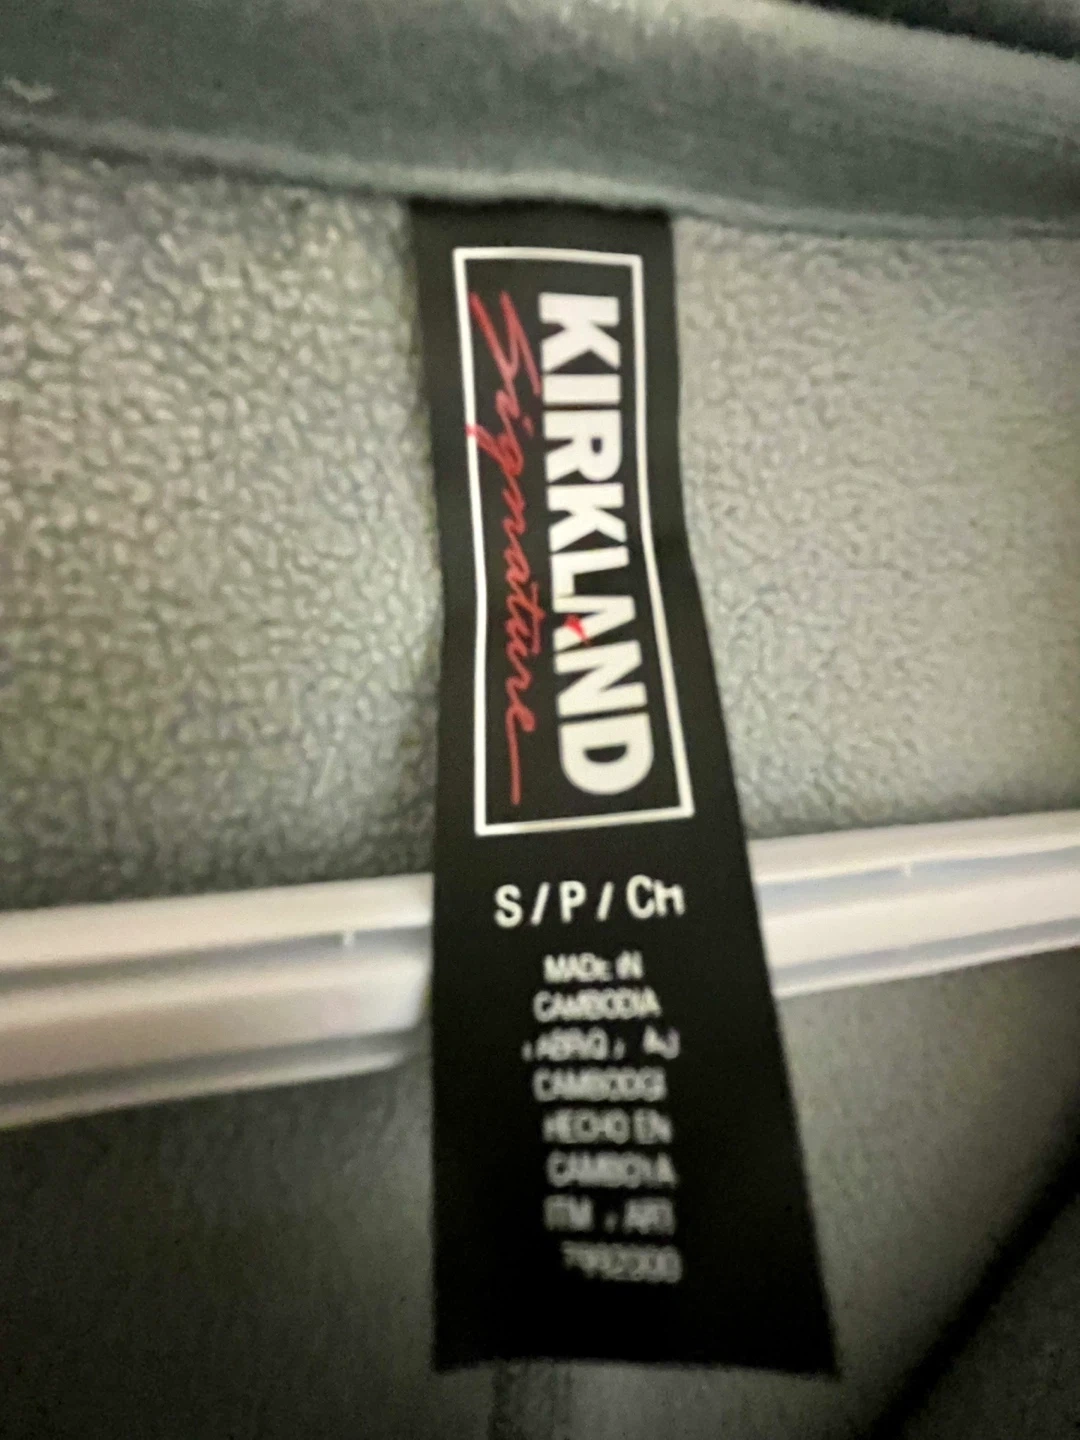 KIRKLAND
Signature
S / P / CH
MADE IN
CAMBODIA
CAMBODGE
HECHO EN
CAMBOYA
ITM / ART